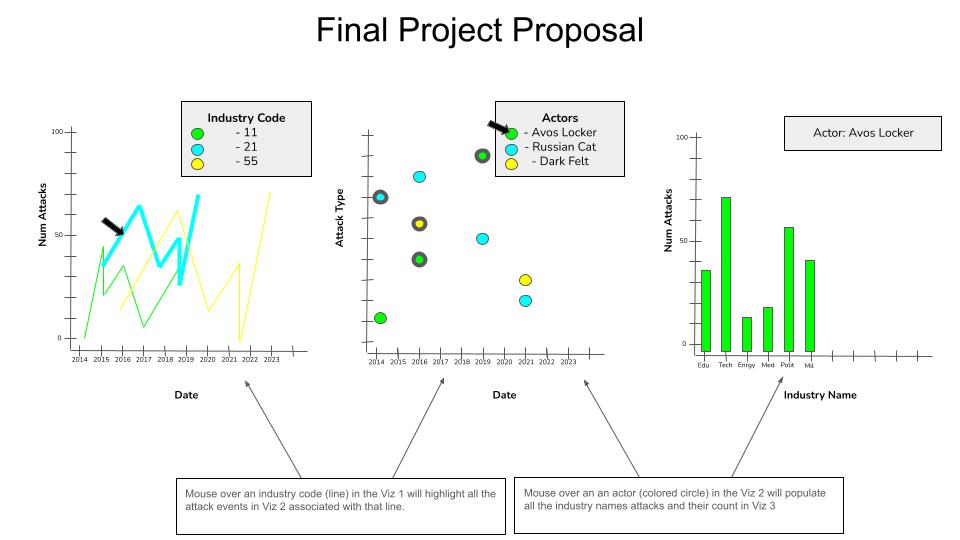 Final Project Proposal
Industry Code
- 11
- 21
- 55
100
50
0
Num Attacks
2014 2015 2016 2017 2018 2019 2020 2021 2022 2023
Date
Actors
- Avos Locker
- Russian Cat
- Dark Felt
Attack Type
2014 2015 2016 2017 2018 2019 2020 2021 2022 2023
Date
Actor: Avos Locker
100
50
0
Num Attacks
Edu Tech Enrgy Med Polit Mil
Industry Name
Mouse over an industry code (line) in the Viz 1 will highlight all the
attack events in Viz 2 associated with that line.
Mouse over an an actor (colored circle) in the Viz 2 will populate
all the industry names attacks and their count in Viz 3